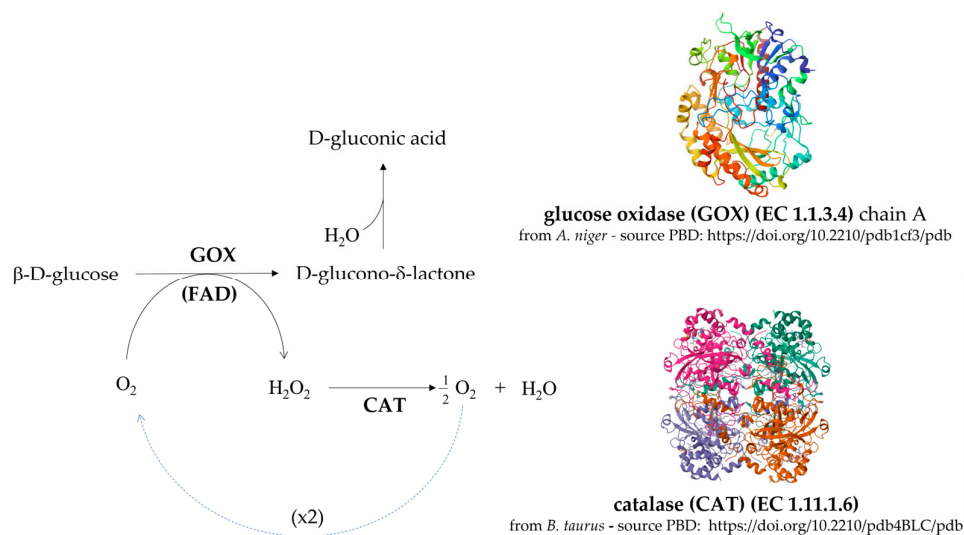 D-gluconic acid
H₂O
GOX
β-D-glucose
D-glucono-δ-lactone
(FAD)
O₂
H₂O₂
CAT
½ O₂ + H₂O
(x2)
glucose oxidase (GOX) (EC 1.1.3.4) chain A
from A. niger - source PBD: https://doi.org/10.2210/pdb1cf3/pdb
catalase (CAT) (EC 1.11.1.6)
from B. taurus - source PBD: https://doi.org/10.2210/pdb4BLC/pdb